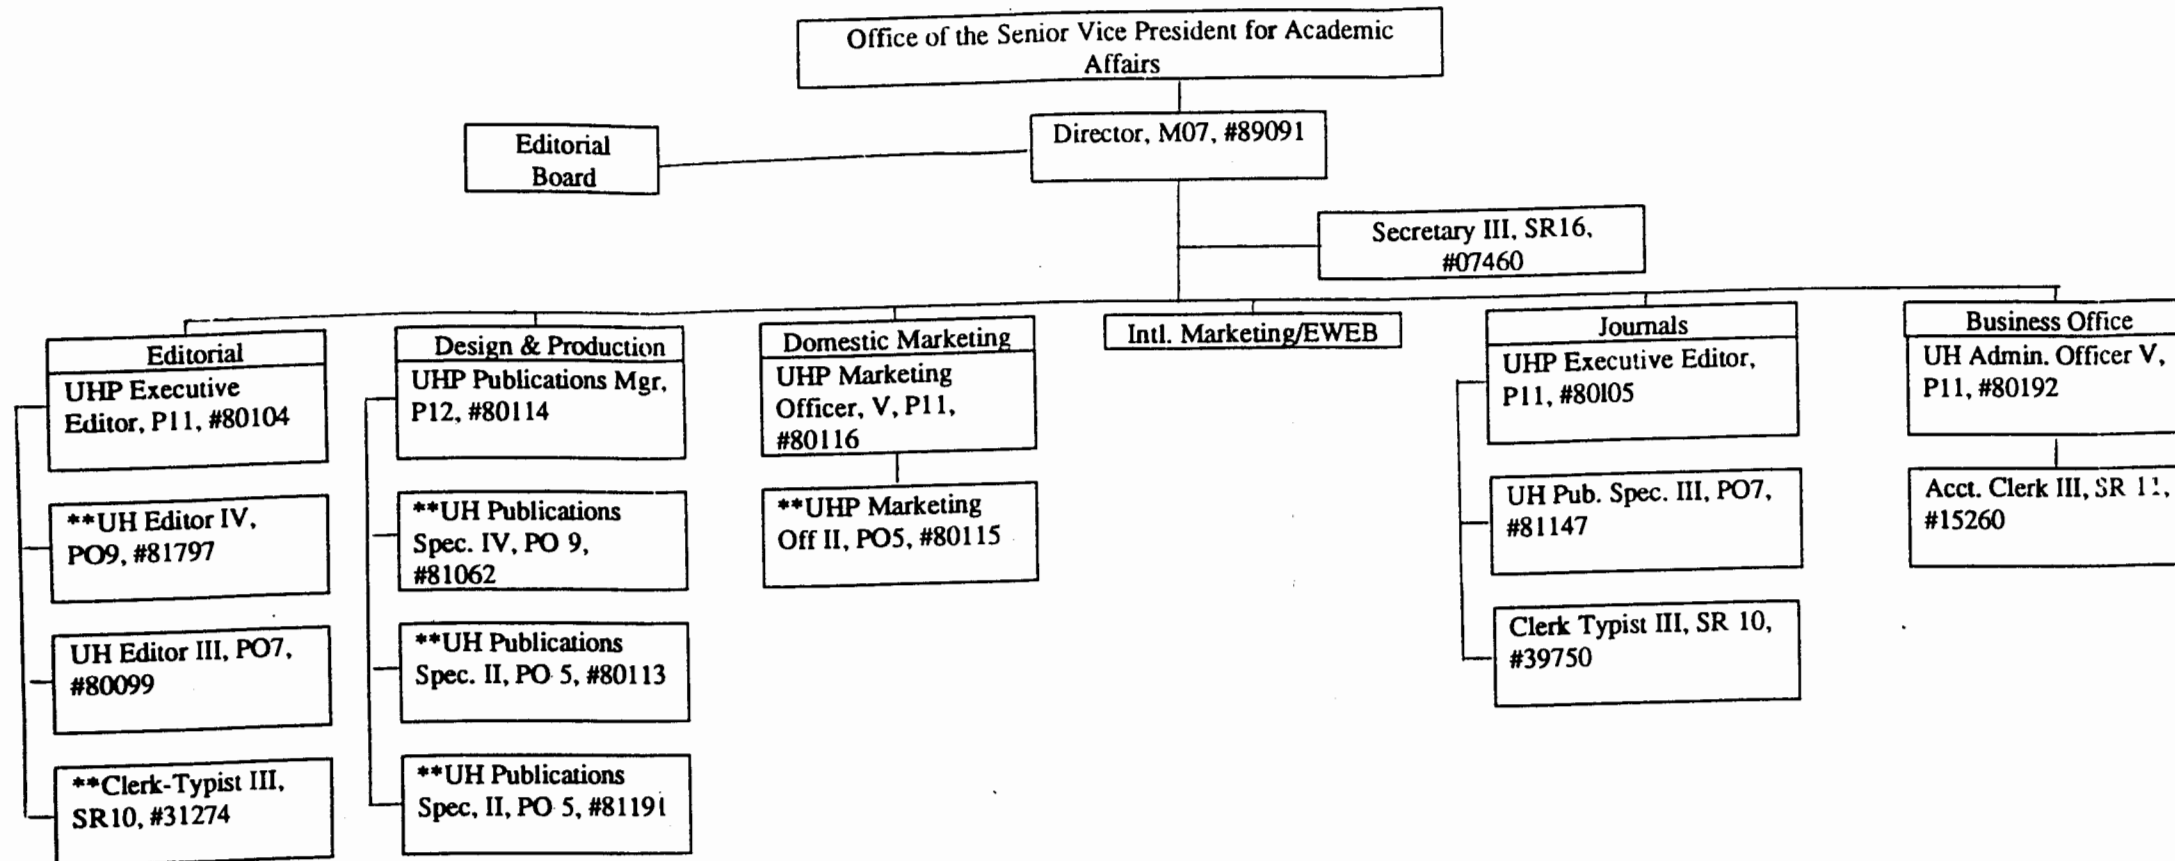 Office of the Senior Vice President for Academic
Affairs
Editorial
Board
Director, M07, #89091
Secretary III, SR16,
#07460
Editorial
UHP Executive
Editor, P11, #80104
**UH Editor IV,
PO9, #81797
UH Editor III, PO7,
#80099
**Clerk-Typist III,
SR10, #31274
Design & Production
UHP Publications Mgr,
P12, #80114
**UH Publications
Spec. IV, PO 9,
#81062
**UH Publications
Spec. II, PO 5, #80113
**UH Publications
Spec, II, PO 5, #81191
Domestic Marketing
UHP Marketing
Officer, V, P11,
#80116
**UHP Marketing
Off II, PO5, #80115
Intl. Marketing/EWEB
Journals
UHP Executive Editor,
P11, #80105
UH Pub. Spec. III, PO7,
#81147
Clerk Typist III, SR 10,
#39750
Business Office
UH Admin. Officer V,
P11, #80192
Acct. Clerk III, SR 11,
#15260